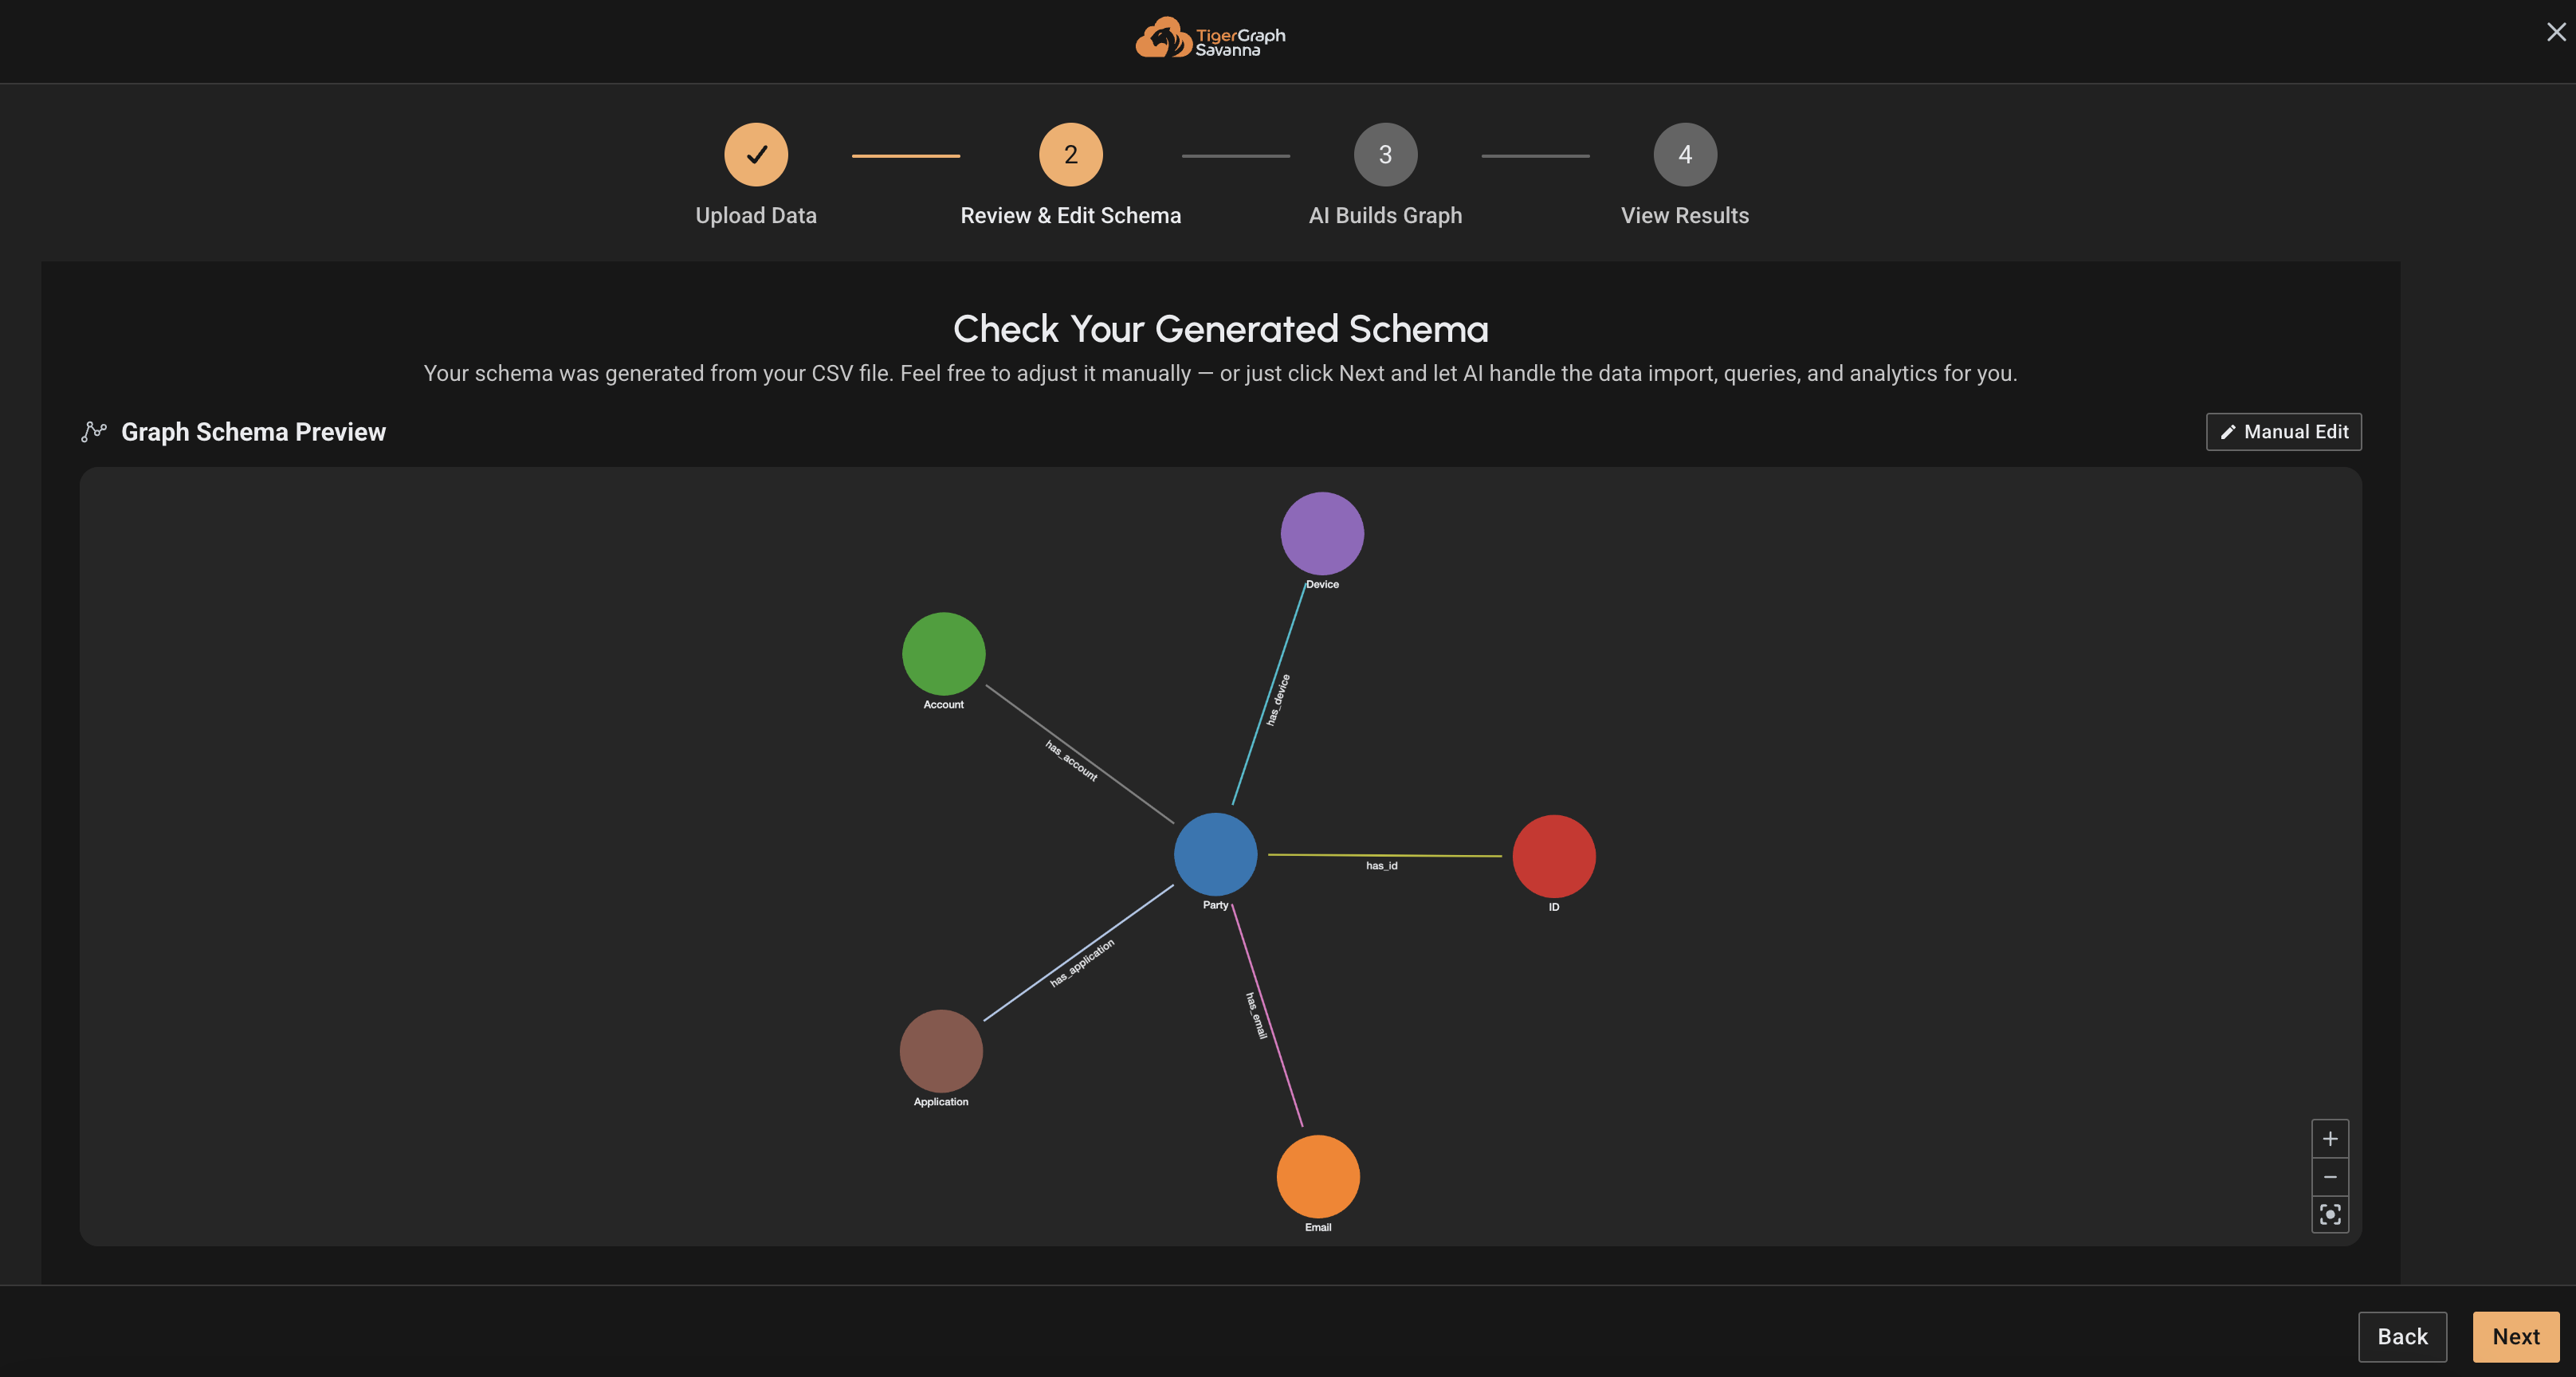 TigerGraph
Savanna
2
3
4
Upload Data
Review & Edit Schema
AI Builds Graph
View Results
Check Your Generated Schema
Your schema was generated from your CSV file. Feel free to adjust it manually — or just click Next and let AI handle the data import, queries, and analytics for you.
Graph Schema Preview
Manual Edit
Device
Account
has_device
has_account
has_id
Party
ID
has_application
has_email
Application
Email
Back
Next